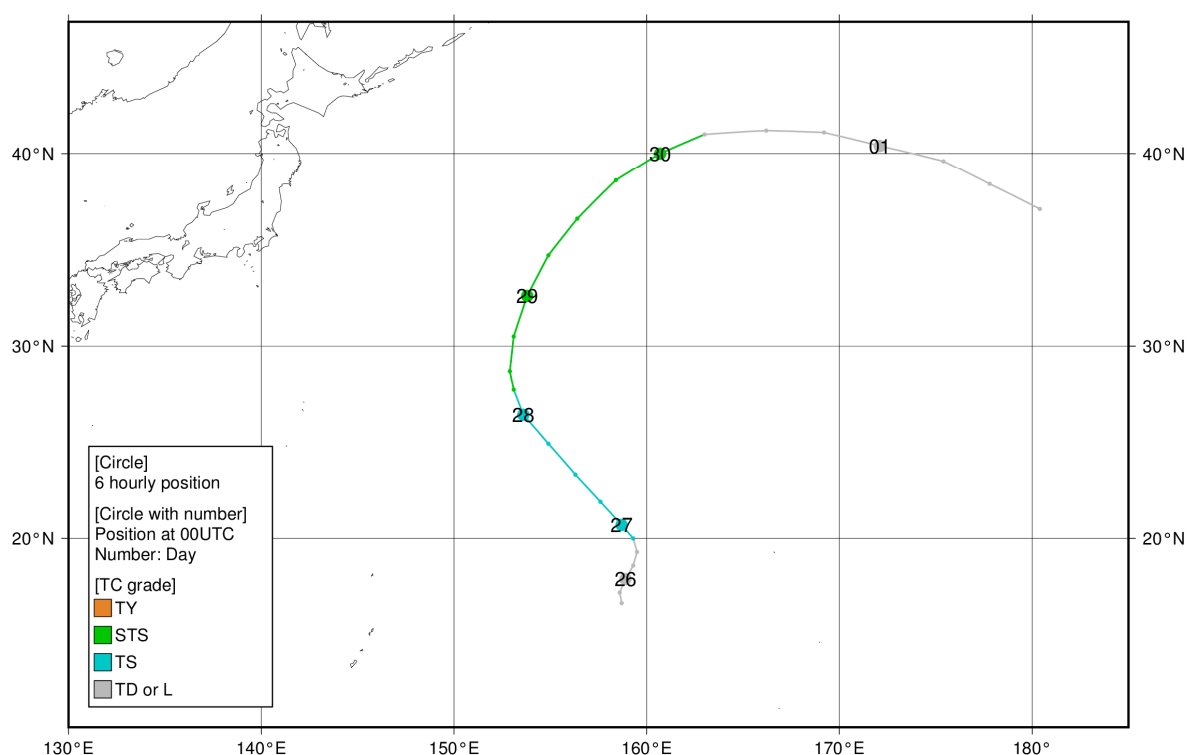 01
40°N
30
40°N
29
30°N
30°N
28
27
20°N
20°N
26
[Circle]
6 hourly position
[Circle with number]
Position at 00UTC
Number: Day
[TC grade]
TY
STS
TS
TD or L
130°E
140°E
150°E
160°E
170°E
180°